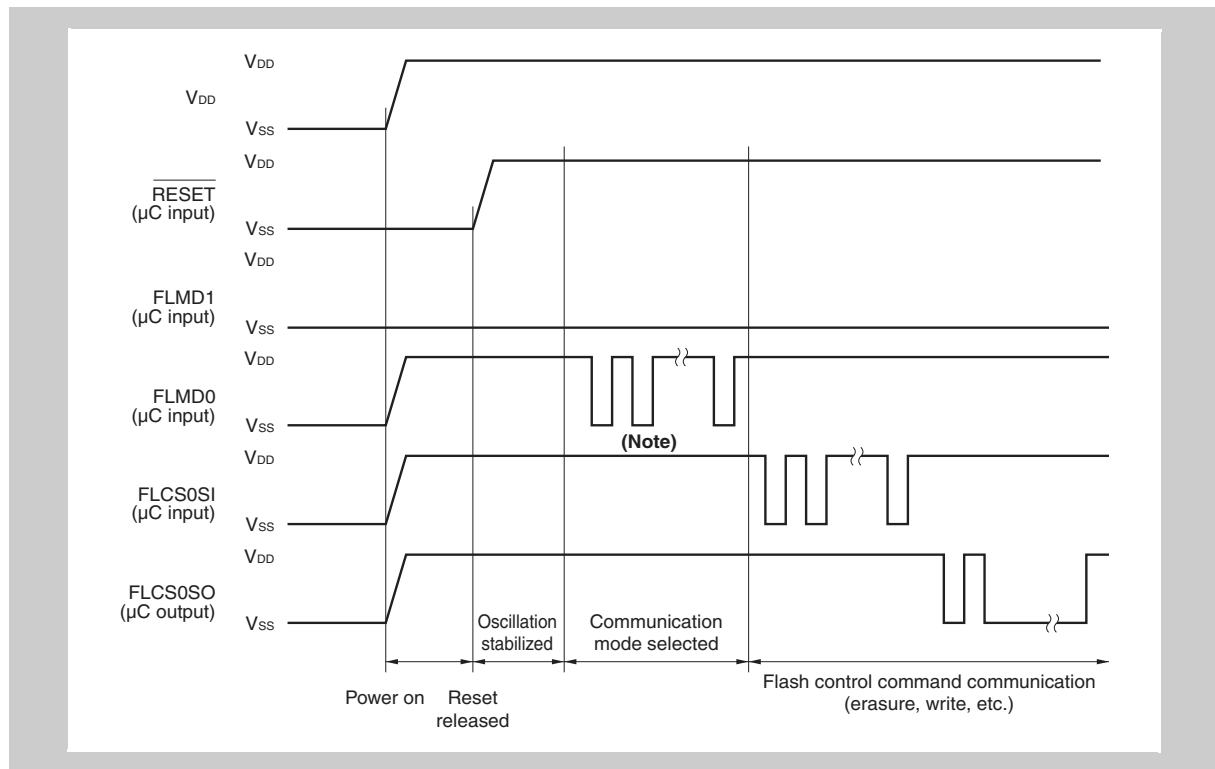 VDD
VDD
VSS
VDD
RESET
(µC input)
VSS
VDD
FLMD1
(µC input)
VSS
VDD
FLMD0
(µC input)
VSS
(Note)
VDD
FLCS0SI
(µC input)
VSS
VDD
FLCS0SO
(µC output)
VSS
Oscillation
stabilized
Communication
mode selected
Flash control command communication
(erasure, write, etc.)
Power on
Reset
released